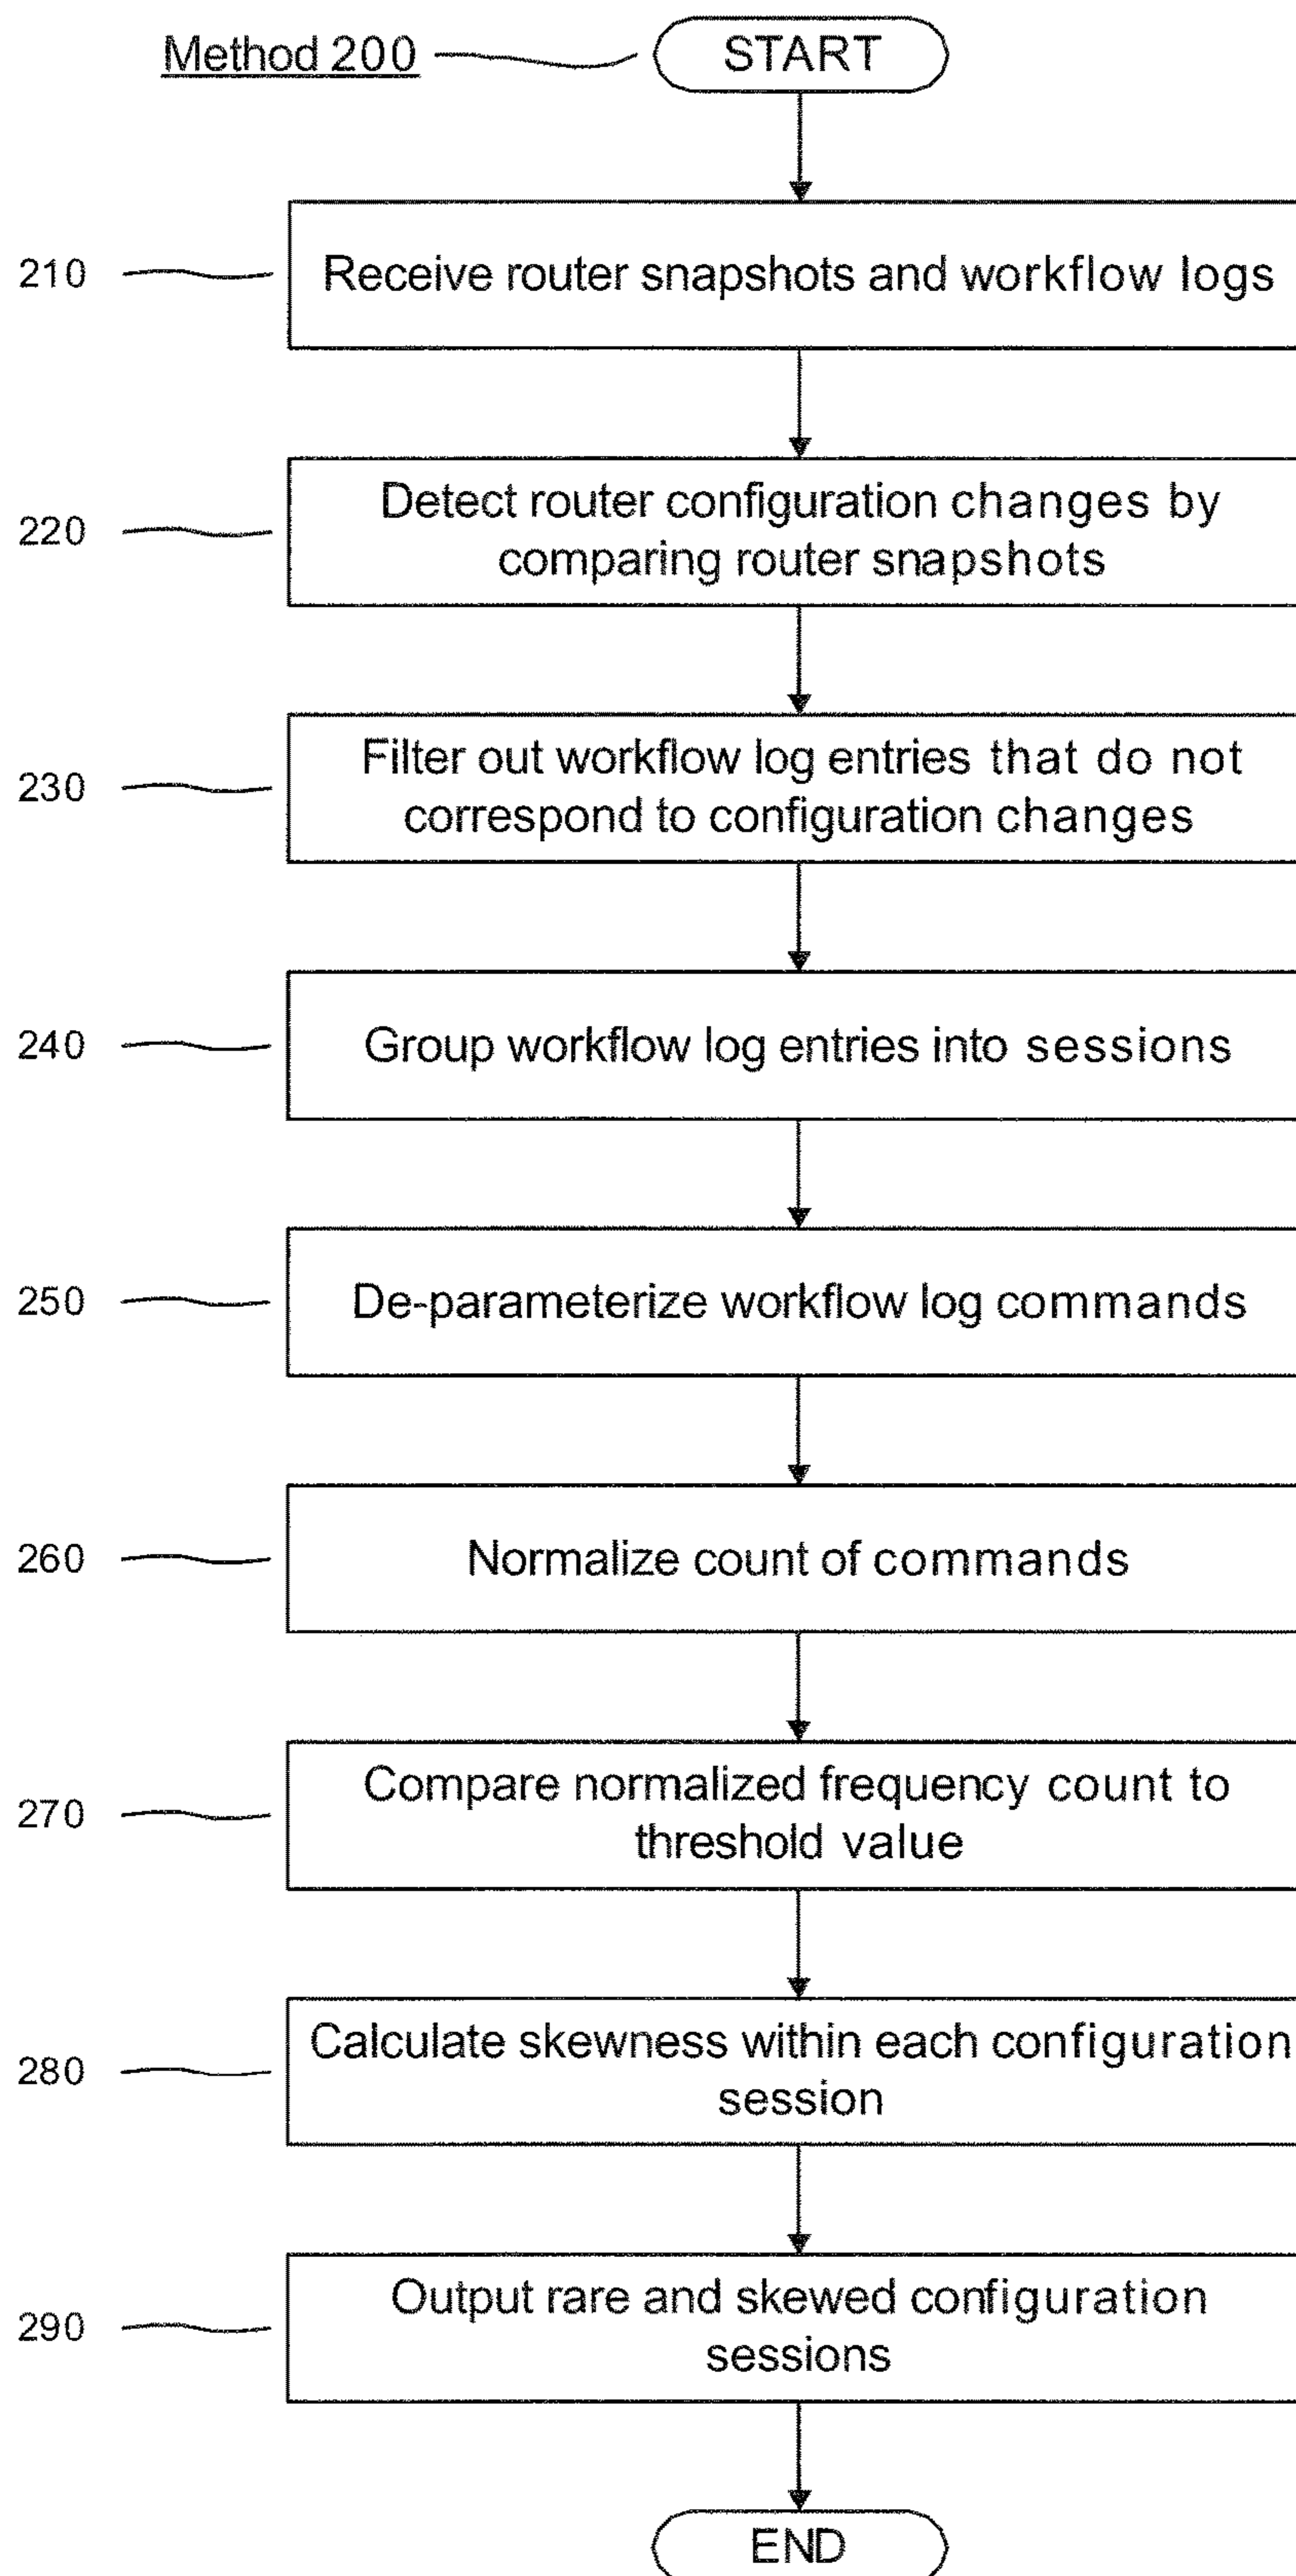 Method 200
START
210
Receive router snapshots and workflow logs
220
Detect router configuration changes by
comparing router snapshots
230
Filter out workflow log entries that do not
correspond to configuration changes
240
Group workflow log entries into sessions
250
De-parameterize workflow log commands
260
Normalize count of commands
270
Compare normalized frequency count to
threshold value
280
Calculate skewness within each configuration
session
290
Output rare and skewed configuration
sessions
END